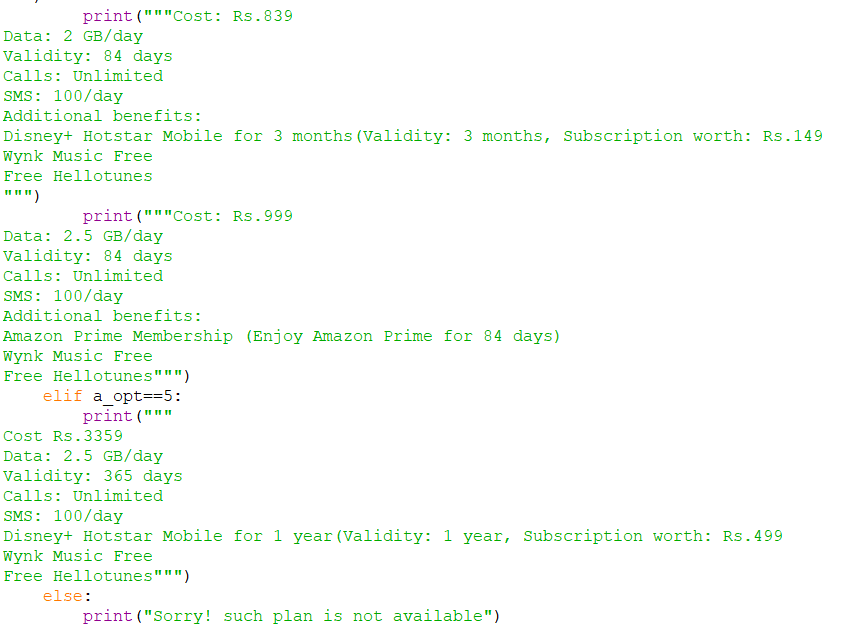 print("""Cost: Rs.839
Data: 2 GB/day
Validity: 84 days
Calls: Unlimited
SMS: 100/day
Additional benefits:
Disney+ Hotstar Mobile for 3 months(Validity: 3 months, Subscription worth: Rs.149
Wynk Music Free
Free Hellotunes
""")
        print("""Cost: Rs.999
Data: 2.5 GB/day
Validity: 84 days
Calls: Unlimited
SMS: 100/day
Additional benefits:
Amazon Prime Membership (Enjoy Amazon Prime for 84 days)
Wynk Music Free
Free Hellotunes""")
    elif a_opt==5:
        print("""
Cost Rs.3359
Data: 2.5 GB/day
Validity: 365 days
Calls: Unlimited
SMS: 100/day
Disney+ Hotstar Mobile for 1 year(Validity: 1 year, Subscription worth: Rs.499
Wynk Music Free
Free Hellotunes""")
    else:
        print("Sorry! such plan is not available")